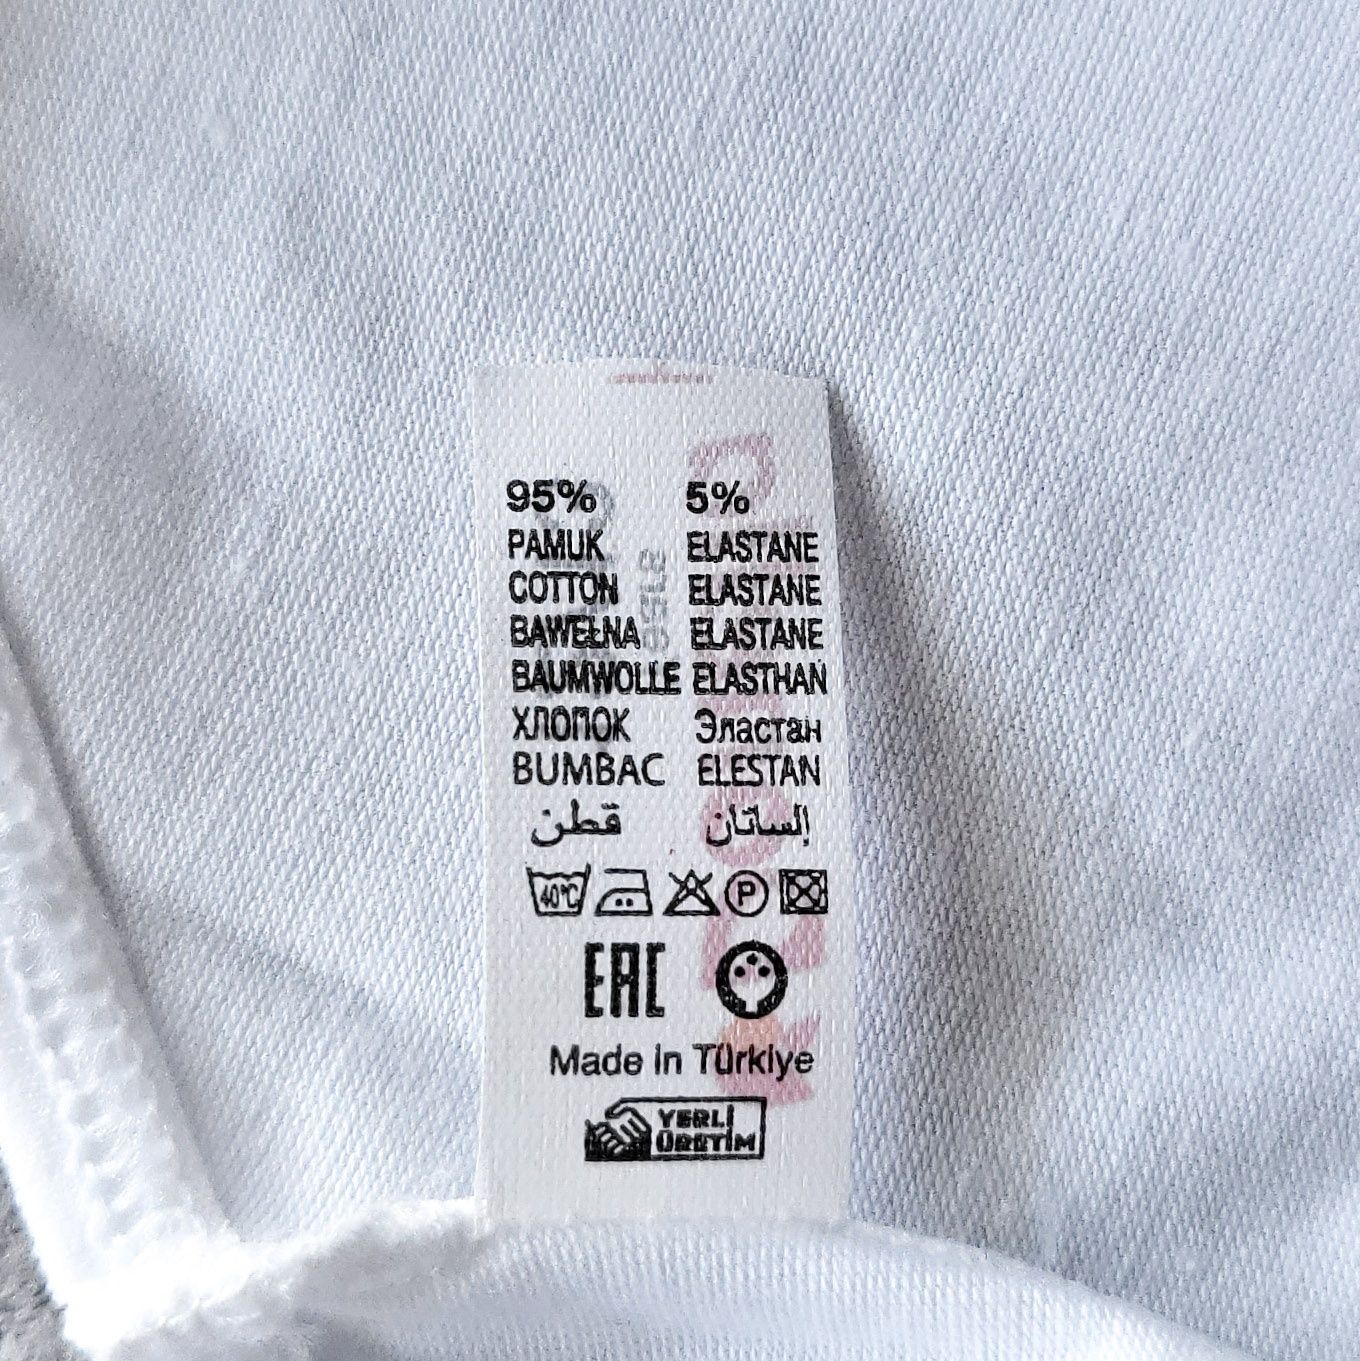 95% 5%
PAMUK ELASTANE
COTTON ELASTANE
BAWEŁNA ELASTANE
BAUMWOLLE ELASTHAN
ХЛОПОК Эластан
BUMBAC ELESTAN
قطن إلساتان
40°C P
EAC
Made in Türkiye
YERLİ
ÜRETİM